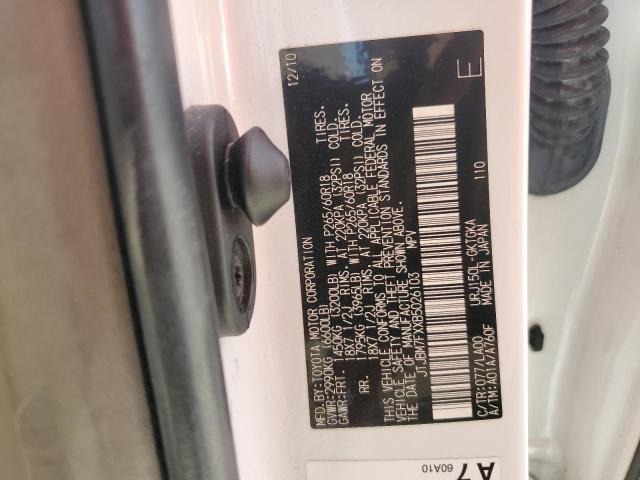 MFD.BY:TOYOTA MOTOR CORPORATION 12/10
GVWR:2990KG (6600LB)
GAWR:FRT. 1450KG (3200LB) WITH P265/60R18 TIRES.
18X7 1/2J RIMS, AT 220KPA (32PSI) COLD.
RR. 1795KG (3965LB) WITH P265/60R18 TIRES.
18X7 1/2J RIMS, AT 220KPA (32PSI) COLD.
THIS VEHICLE CONFORMS TO ALL APPLICABLE FEDERAL MOTOR
VEHICLE SAFETY AND THEFT PREVENTION STANDARDS IN EFFECT ON
THE DATE OF MANUFACTURE SHOWN ABOVE.
JTJBM7FXXB5026103 MPV
E
C/TR:077/LA00 URJ150L-GKTGKA
A/TM:A01A/A760F MADE IN JAPAN 110
A7
60A10